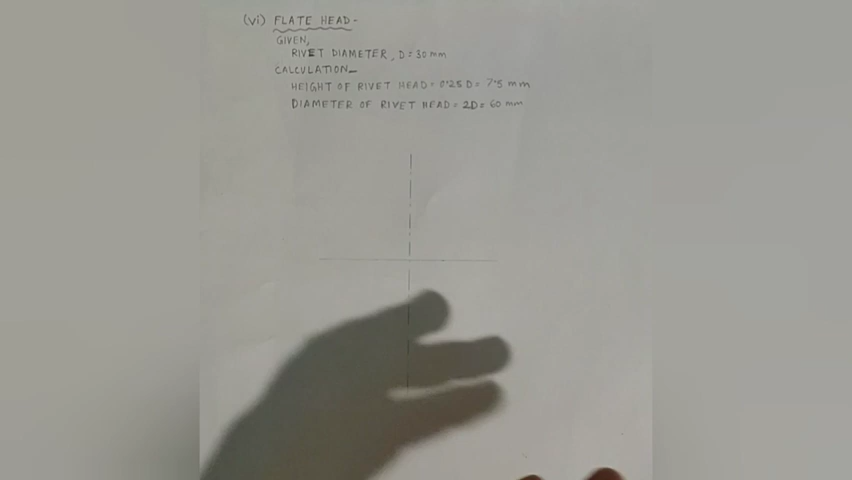 (vi) FLATE HEAD-
GIVEN,
RIVET DIAMETER, D=30 mm
CALCULATION-
HEIGHT OF RIVET HEAD = 0.25 D = 7.5 mm
DIAMETER OF RIVET HEAD = 2D = 60 mm